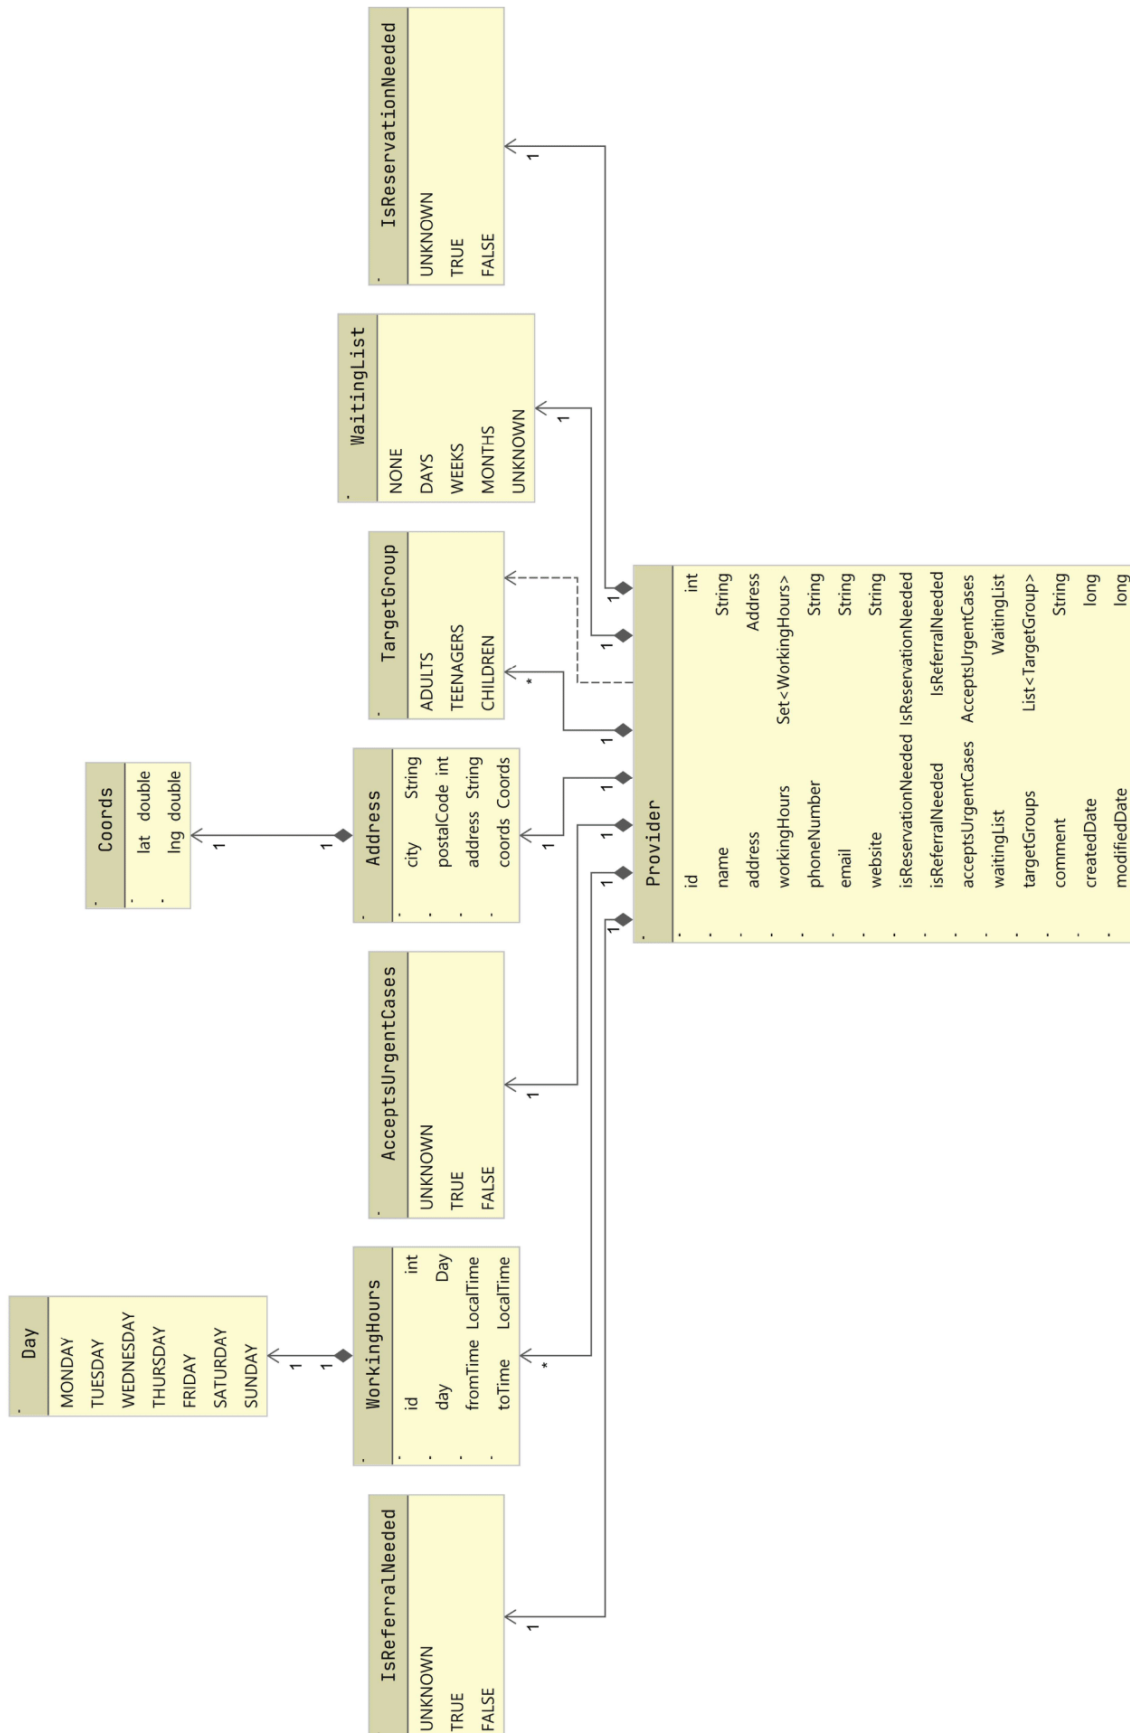 Day
MONDAY
TUESDAY
WEDNESDAY
THURSDAY
FRIDAY
SATURDAY
SUNDAY
1
1
Coords
lat double
lng double
1
1
IsReferralNeeded
UNKNOWN
TRUE
FALSE
1
WorkingHours
id int
day Day
fromTime LocalTime
toTime LocalTime
*
AcceptsUrgentCases
UNKNOWN
TRUE
FALSE
1
Address
city String
postalCode int
address String
coords Coords
1
TargetGroup
ADULTS
TEENAGERS
CHILDREN
*
WaitingList
NONE
DAYS
WEEKS
MONTHS
UNKNOWN
1
IsReservationNeeded
UNKNOWN
TRUE
FALSE
1
1
1
1
1
1
1
1
Provider
id int
name String
address Address
workingHours Set<WorkingHours>
phoneNumber String
email String
website String
isReservationNeeded IsReservationNeeded
isReferralNeeded IsReferralNeeded
acceptsUrgentCases AcceptsUrgentCases
waitingList WaitingList
targetGroups List<TargetGroup>
comment String
createdDate long
modifiedDate long